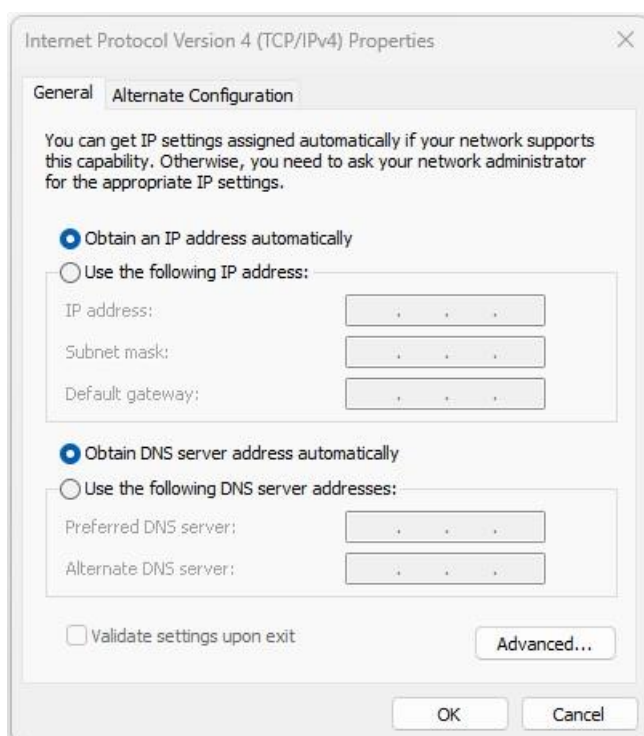 Internet Protocol Version 4 (TCP/IPv4) Properties
General
Alternate Configuration
You can get IP settings assigned automatically if your network supports
this capability. Otherwise, you need to ask your network administrator
for the appropriate IP settings.
Obtain an IP address automatically
Use the following IP address:
IP address:
Subnet mask:
Default gateway:
Obtain DNS server address automatically
Use the following DNS server addresses:
Preferred DNS server:
Alternate DNS server:
Validate settings upon exit
Advanced...
OK
Cancel